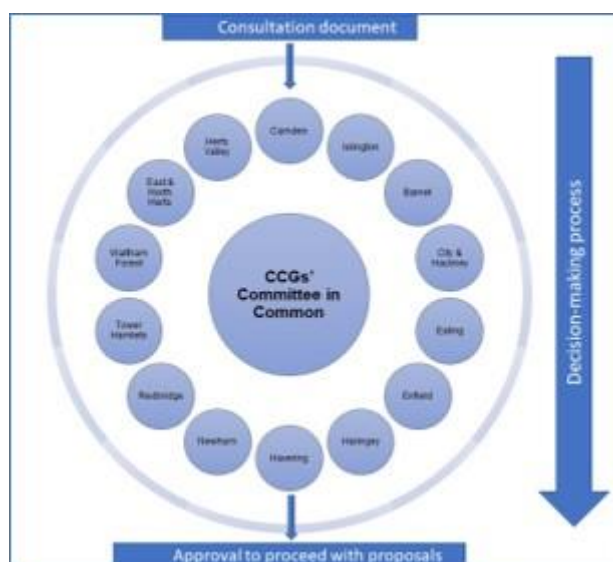 Consultation document
Camden
Islington
Barnet
City &
Hackney
Ealing
Enfield
Haringey
Havering
Newham
Redbridge
Tower
Hamlets
Waltham
Forest
East &
North
Herts
Herts
Valley
CCGs'
Committee in
Common
Decision-making process
Approval to proceed with proposals